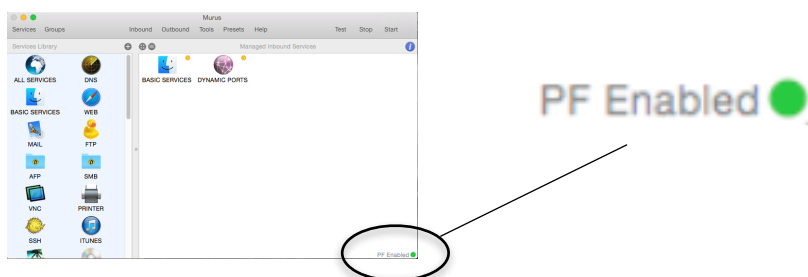 Murus
Services Groups Inbound Outbound Tools Presets Help Test Stop Start
Services Library Managed Inbound Services
ALL SERVICES DNS BASIC SERVICES DYNAMIC PORTS
BASIC SERVICES WEB
MAIL FTP
AFP SMB
VNC PRINTER
SSH ITUNES
PF Enabled
PF Enabled